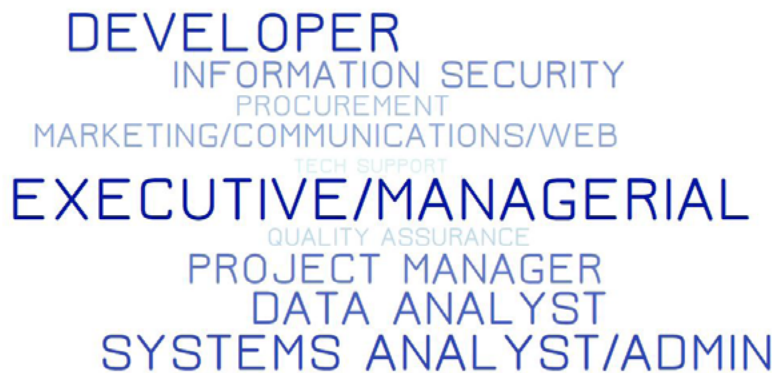 DEVELOPER
INFORMATION SECURITY
PROCUREMENT
MARKETING/COMMUNICATIONS/WEB
TECH SUPPORT
EXECUTIVE/MANAGERIAL
QUALITY ASSURANCE
PROJECT MANAGER
DATA ANALYST
SYSTEMS ANALYST/ADMIN